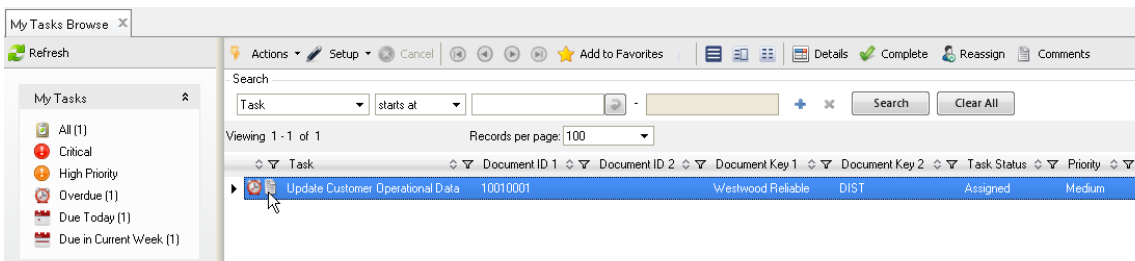 My Tasks Browse
Refresh
Actions Setup Cancel Add to Favorites Details Complete Reassign Comments
My Tasks
All (1)
Critical
High Priority
Overdue (1)
Due Today (1)
Due in Current Week (1)
Search
Task starts at - Search Clear All
Viewing 1 - 1 of 1 Records per page: 100
Task Document ID 1 Document ID 2 Document Key 1 Document Key 2 Task Status Priority
Update Customer Operational Data 10010001 Westwood Reliable DIST Assigned Medium